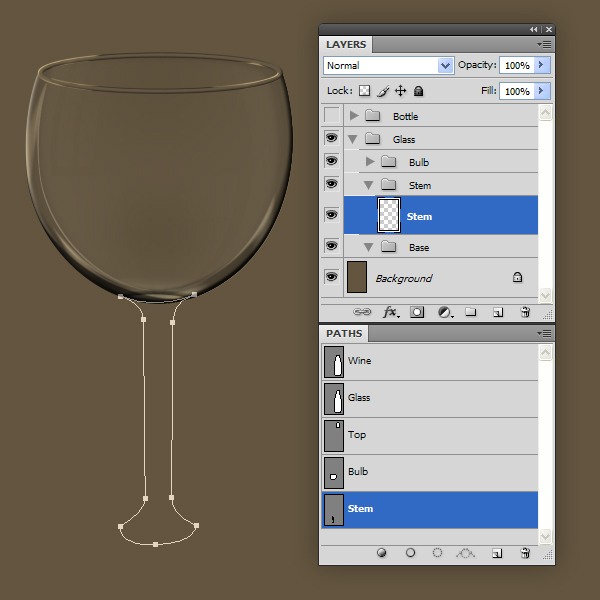 LAYERS
Normal Opacity: 100%
Lock: Fill: 100%
Bottle
Glass
Bulb
Stem
Stem
Base
Background
fx
PATHS
Wine
Glass
Top
Bulb
Stem